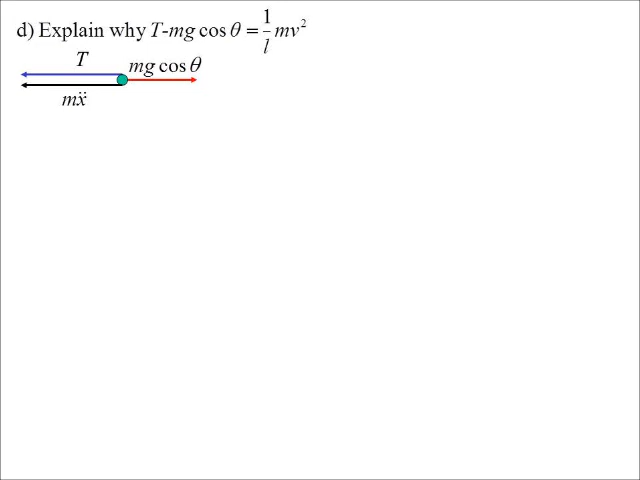 d) Explain why T-mg cos θ = 1/l mv²
T
mg cos θ
mẍ